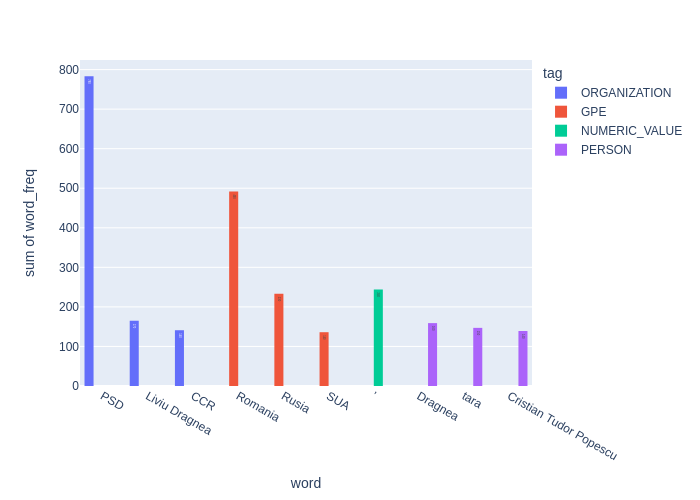 tag
ORGANIZATION
GPE
NUMERIC_VALUE
PERSON
sum of word_freq
800
700
600
500
400
300
200
100
0
PSD
Liviu Dragnea
CCR
Romania
Rusia
SUA
Dragnea
tara
Cristian Tudor Popescu
word